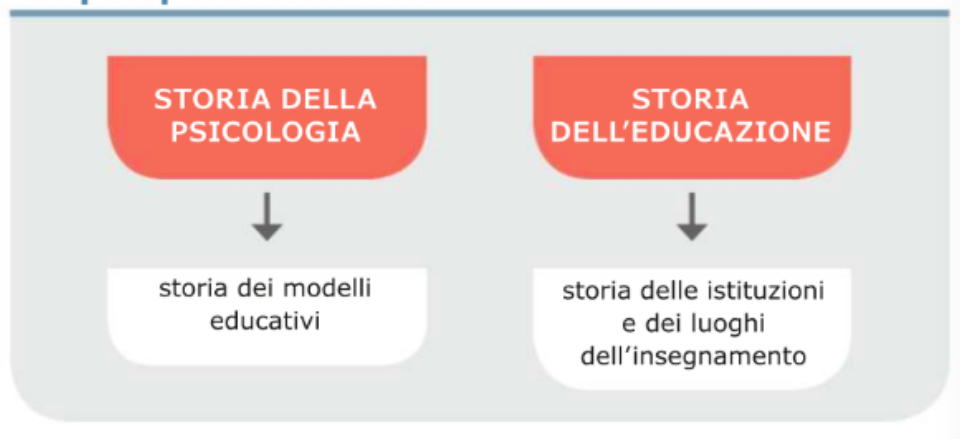 STORIA DELLA
PSICOLOGIA
storia dei modelli
educativi
STORIA
DELL'EDUCAZIONE
storia delle istituzioni
e dei luoghi
dell'insegnamento